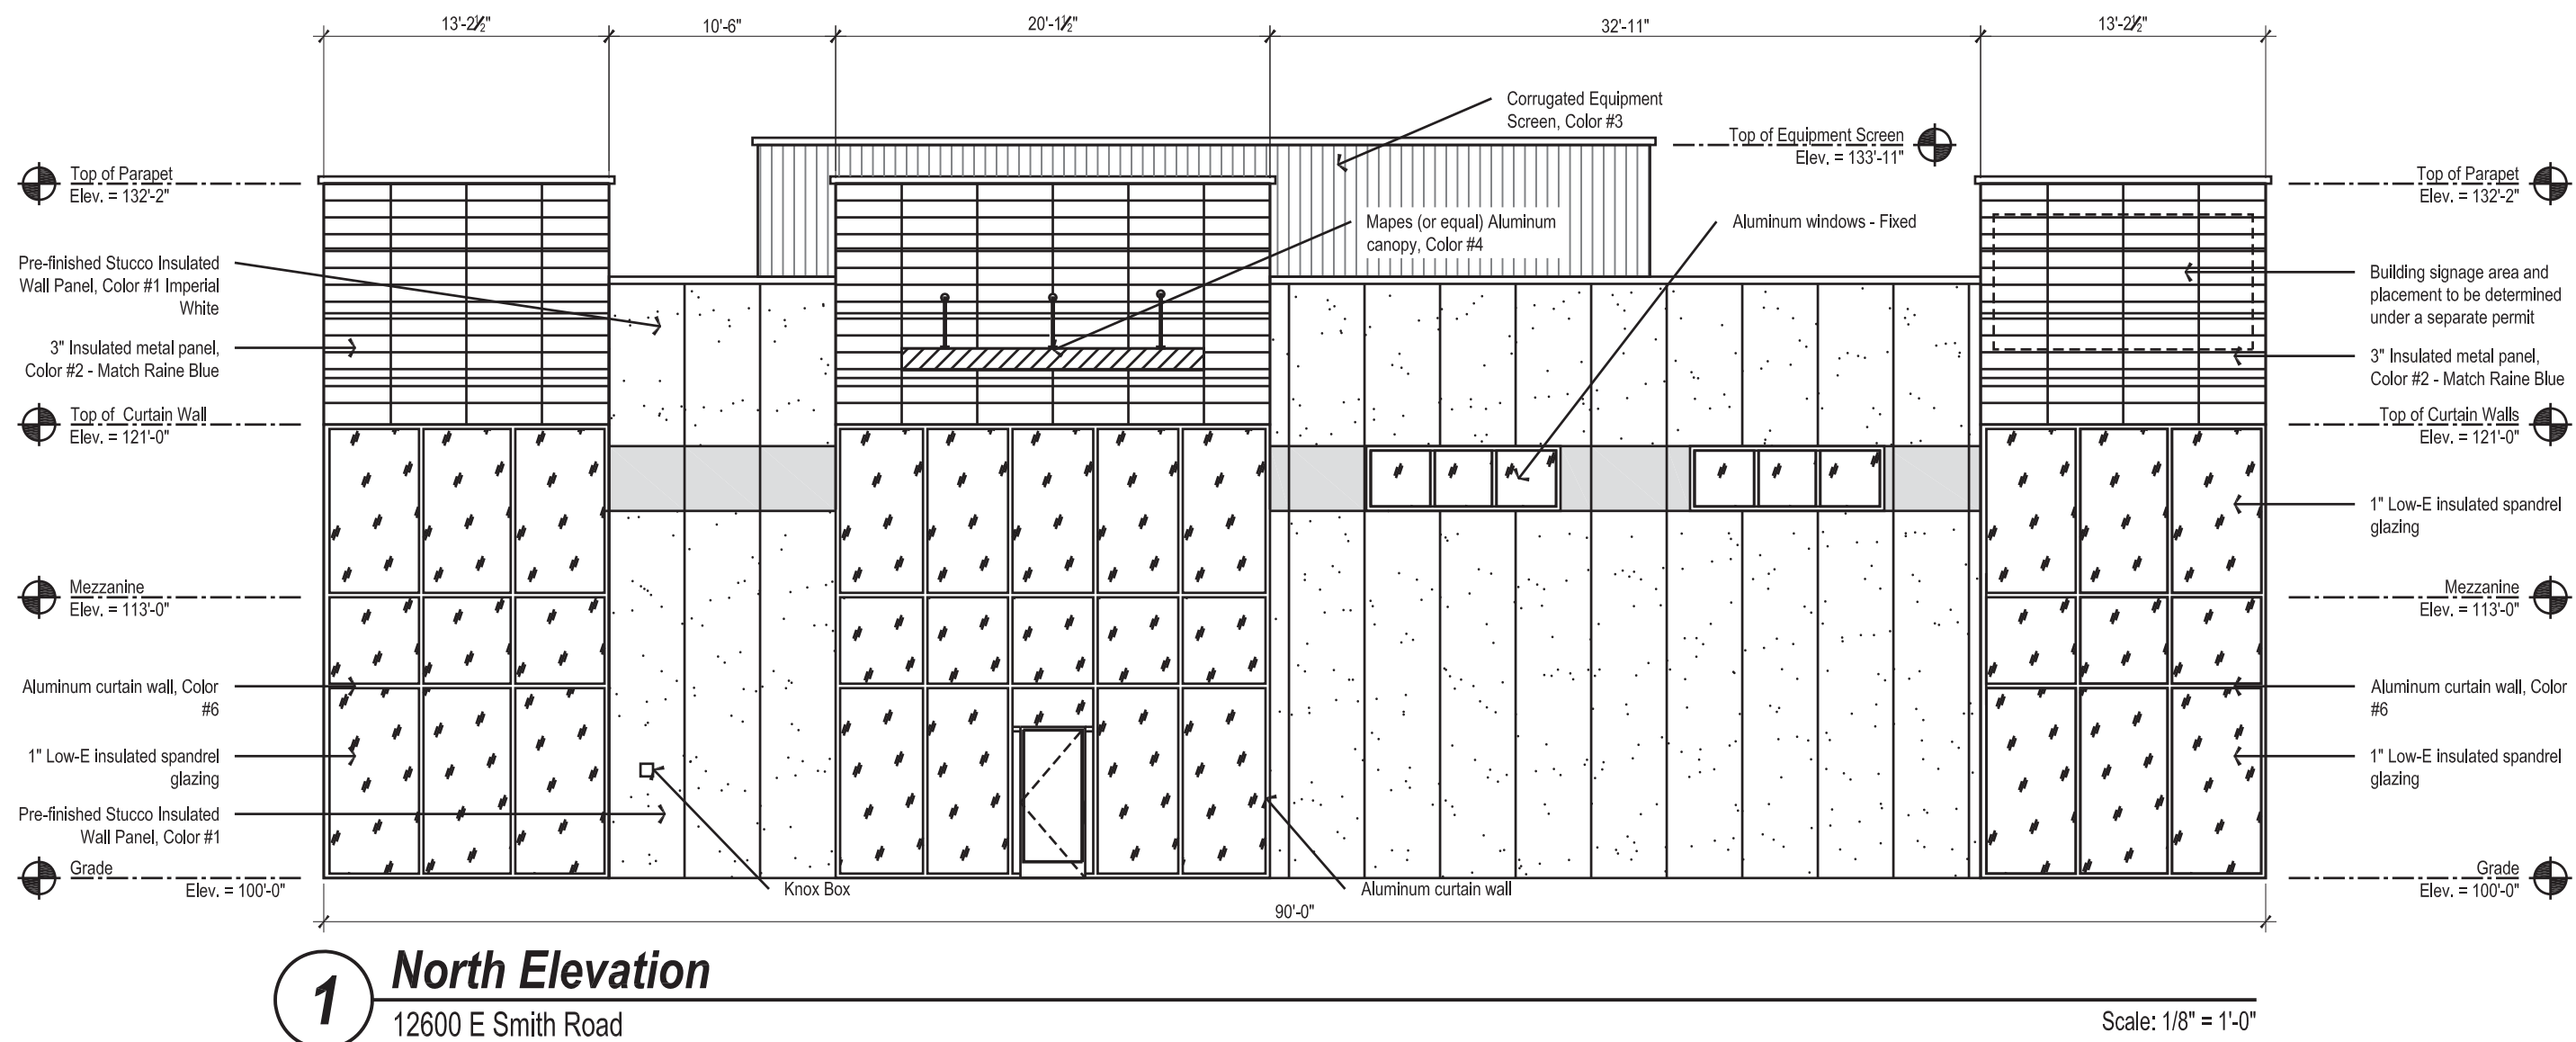 13'-2½"
10'-6"
20'-1½"
32'-11"
13'-2½"
Corrugated Equipment
Screen, Color #3
Top of Equipment Screen
Elev. = 133'-11"
Top of Parapet
Elev. = 132'-2"
Top of Parapet
Elev. = 132'-2"
Mapes (or equal) Aluminum
canopy, Color #4
Aluminum windows - Fixed
Pre-finished Stucco Insulated
Wall Panel, Color #1 Imperial
White
Building signage area and
placement to be determined
under a separate permit
3" Insulated metal panel,
Color #2 - Match Raine Blue
3" Insulated metal panel,
Color #2 - Match Raine Blue
Top of Curtain Wall
Elev. = 121'-0"
Top of Curtain Walls
Elev. = 121'-0"
1" Low-E insulated spandrel
glazing
Mezzanine
Elev. = 113'-0"
Mezzanine
Elev. = 113'-0"
Aluminum curtain wall, Color
#6
Aluminum curtain wall, Color
#6
1" Low-E insulated spandrel
glazing
1" Low-E insulated spandrel
glazing
Pre-finished Stucco Insulated
Wall Panel, Color #1
Grade
Elev. = 100'-0"
Knox Box
Aluminum curtain wall
Grade
Elev. = 100'-0"
90'-0"
1
North Elevation
12600 E Smith Road
Scale: 1/8" = 1'-0"